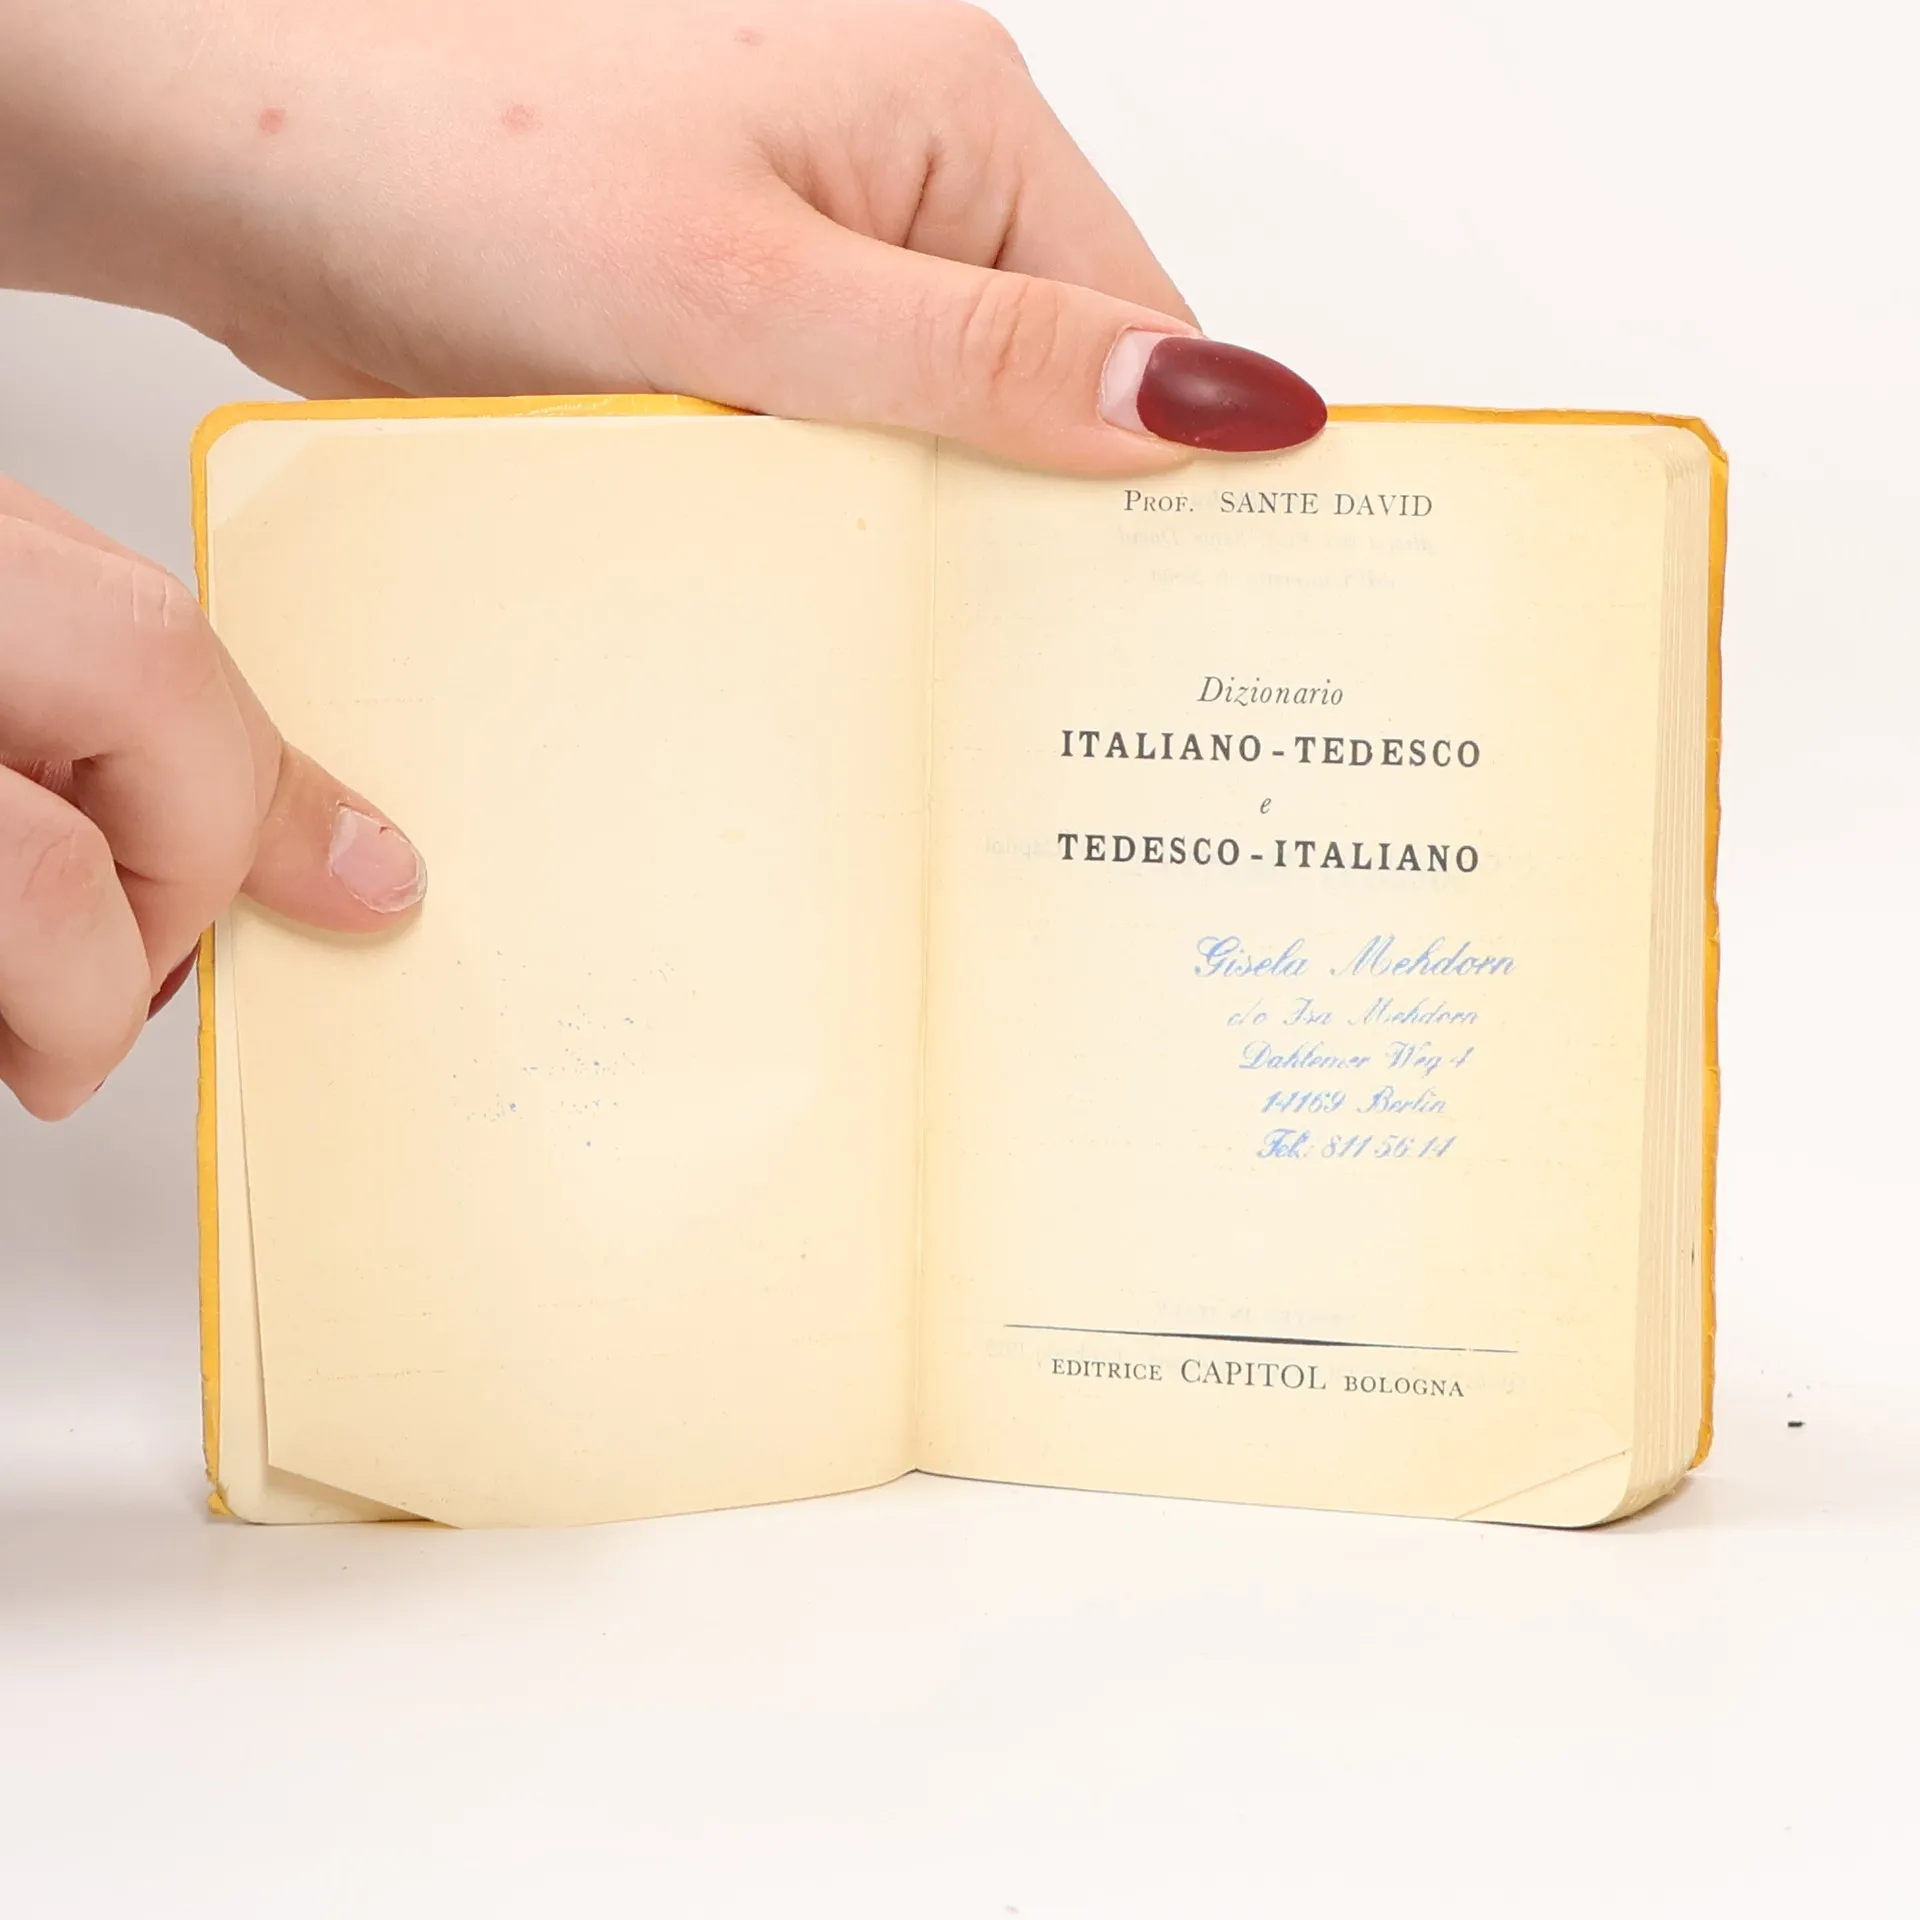 PROF. SANTE DAVID
Dizionario
ITALIANO - TEDESCO
e
TEDESCO - ITALIANO
Gisela Mehdorn
c/o Isa Mehdorn
Dahlemer Weg 4
14169 Berlin
Tel.: 811 56 14
EDITRICE CAPITOL BOLOGNA